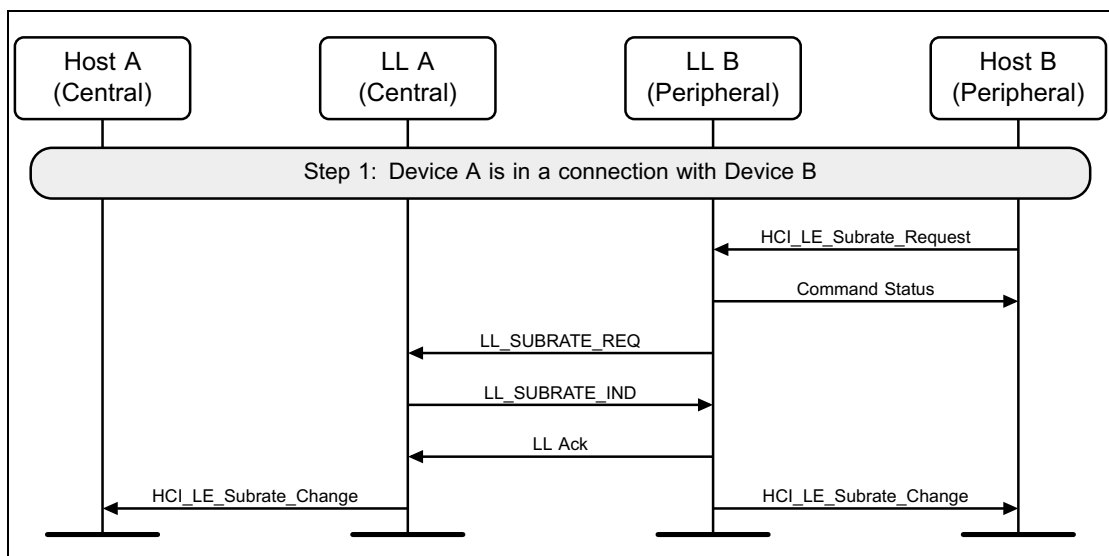 Host A
(Central)
LL A
(Central)
LL B
(Peripheral)
Host B
(Peripheral)
Step 1: Device A is in a connection with Device B
HCI_LE_Subrate_Request
Command Status
LL_SUBRATE_REQ
LL_SUBRATE_IND
LL Ack
HCI_LE_Subrate_Change
HCI_LE_Subrate_Change